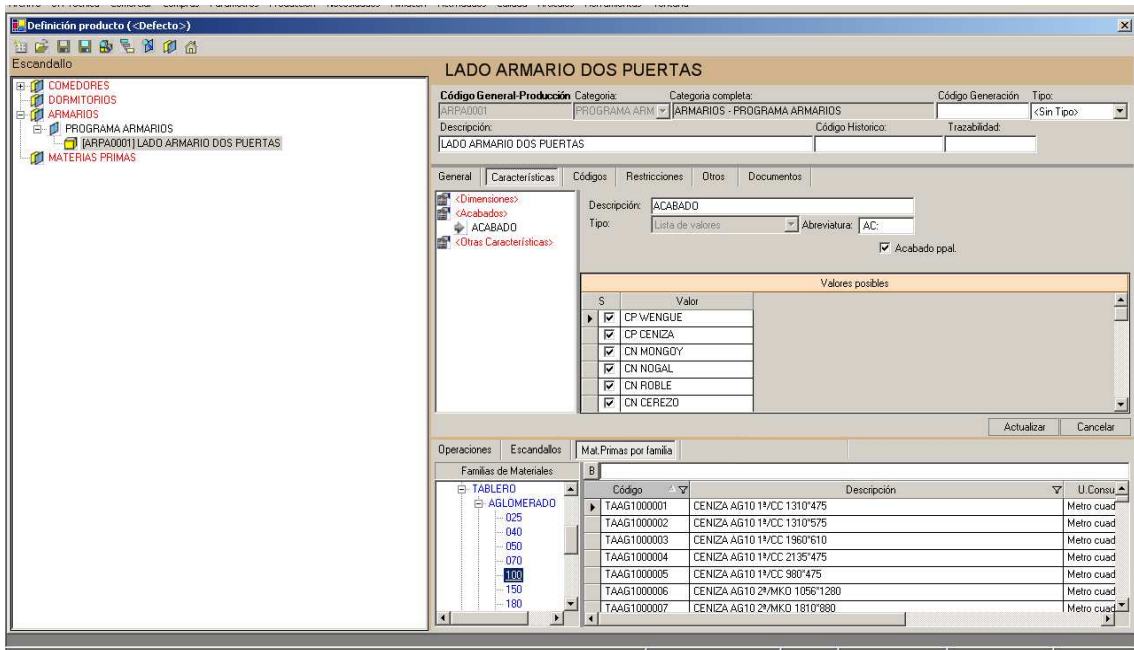 Definición producto (<Defecto>)
Escandallo
COMEDORES
DORMITORIOS
ARMARIOS
PROGRAMA ARMARIOS
[ARPA0001] LADO ARMARIO DOS PUERTAS
MATERIAS PRIMAS
LADO ARMARIO DOS PUERTAS
Código General-Producción Categoria: Categoria completa: Código Generación Tipo:
ARPA0001 PROGRAMA ARM ARMARIOS - PROGRAMA ARMARIOS <Sin Tipo>
Descripción: Código Historico: Trazabilidad:
LADO ARMARIO DOS PUERTAS
General Características Códigos Restricciones Otros Documentos
<Dimensiones>
<Acabados>
ACABADO
<Otras Características>
Descripción: ACABADO
Tipo: Lista de valores Abreviatura: AC:
Acabado ppal.
Valores posibles
S Valor
CP WENGUE
CP CENIZA
CN MONGOY
CN NOGAL
CN ROBLE
CN CEREZO
Actualizar Cancelar
Operaciones Escandallos Mat.Primas por familia
Familias de Materiales
TABLERO
AGLOMERADO
025
040
050
070
100
150
180
B
Código Descripción U.Consu
TAAG1000001 CENIZA AG10 1ª/CC 1310*475 Metro cuad
TAAG1000002 CENIZA AG10 1ª/CC 1310*575 Metro cuad
TAAG1000003 CENIZA AG10 1ª/CC 1960*610 Metro cuad
TAAG1000004 CENIZA AG10 1ª/CC 2135*475 Metro cuad
TAAG1000005 CENIZA AG10 1ª/CC 980*475 Metro cuad
TAAG1000006 CENIZA AG10 2ª/MKO 1056*1280 Metro cuad
TAAG1000007 CENIZA AG10 2ª/MKO 1810*880 Metro cuad